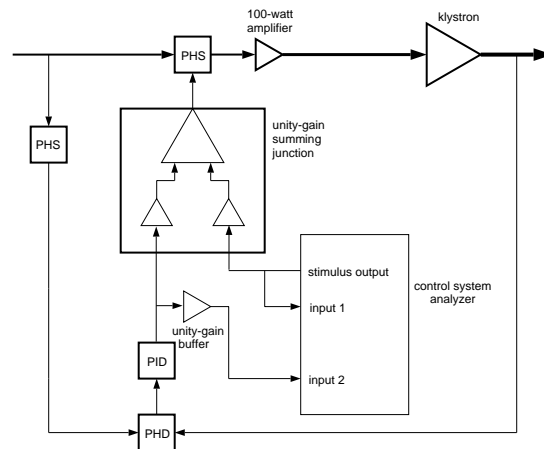 100-watt
amplifier
klystron
PHS
PHS
unity-gain
summing
junction
stimulus output
control system
analyzer
input 1
unity-gain
buffer
PID
input 2
PHD